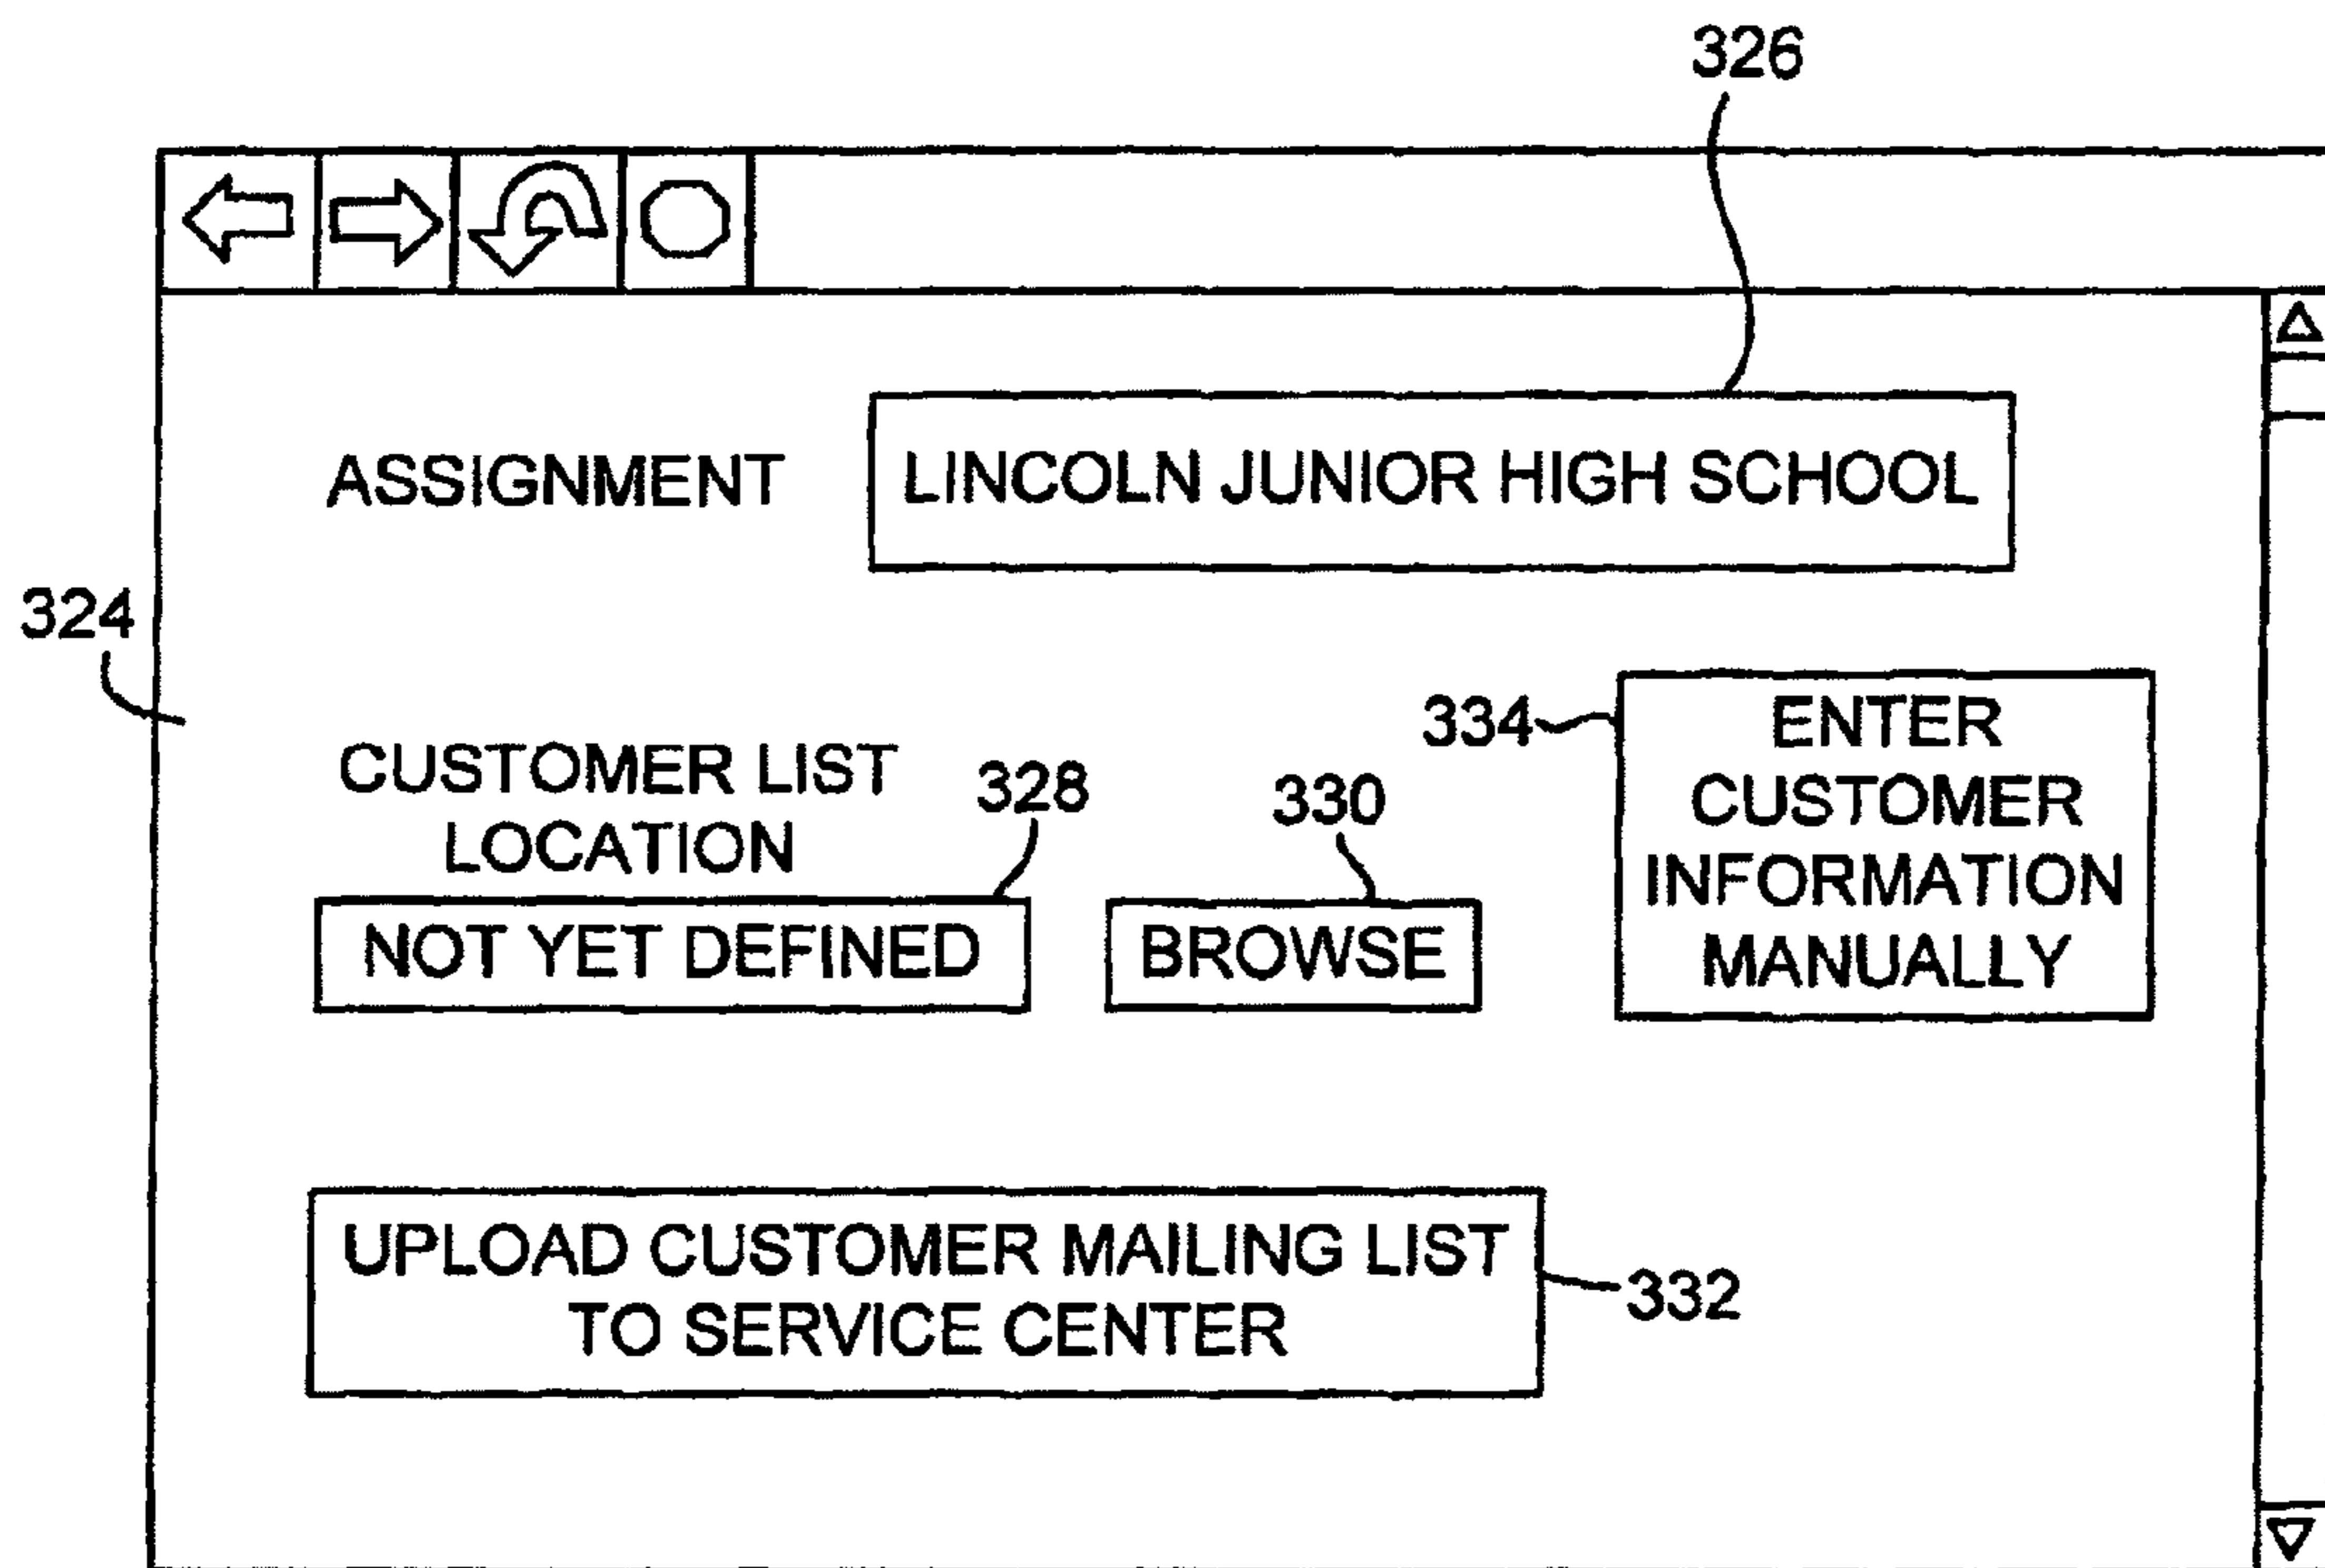 326
ASSIGNMENT
LINCOLN JUNIOR HIGH SCHOOL
324
CUSTOMER LIST
LOCATION
328
NOT YET DEFINED
330
BROWSE
334
ENTER
CUSTOMER
INFORMATION
MANUALLY
UPLOAD CUSTOMER MAILING LIST
TO SERVICE CENTER
332